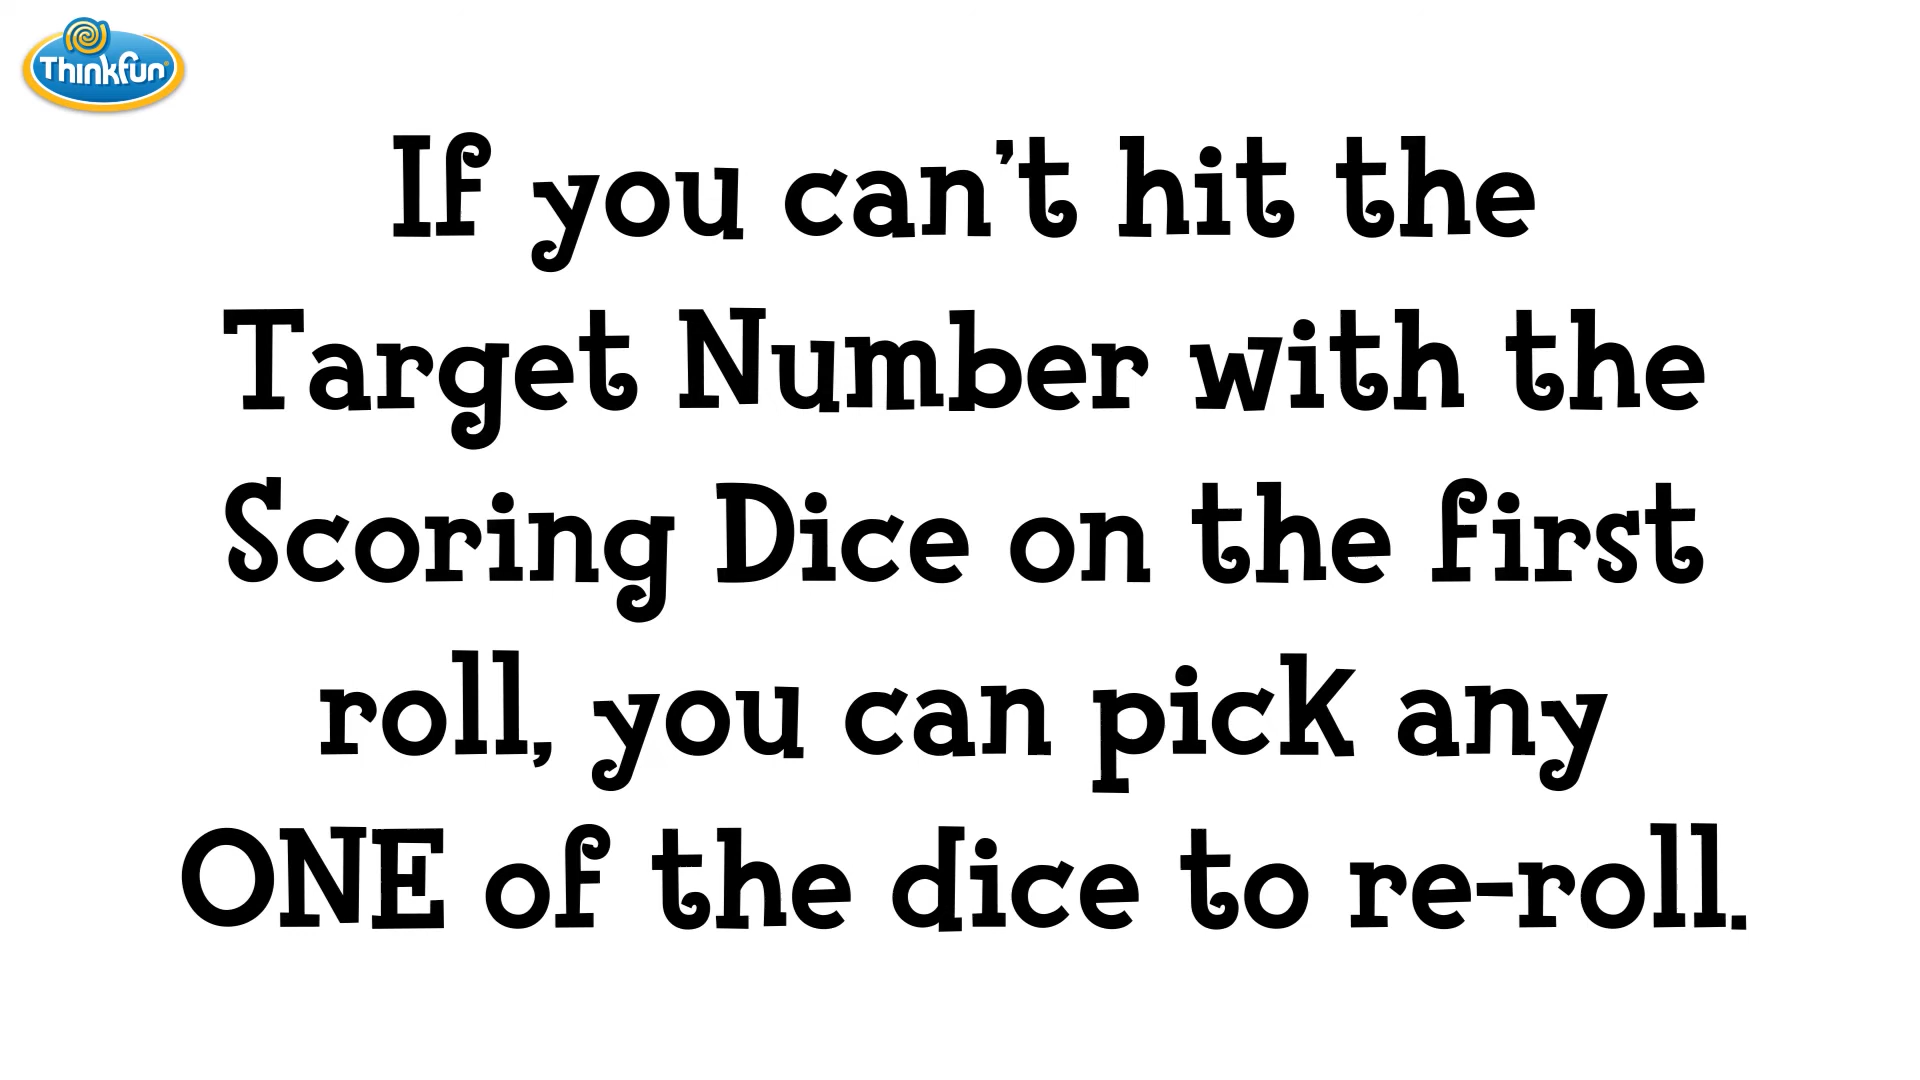 Thinkfun
If you can't hit the
Target Number with the
Scoring Dice on the first
roll, you can pick any
ONE of the dice to re-roll.